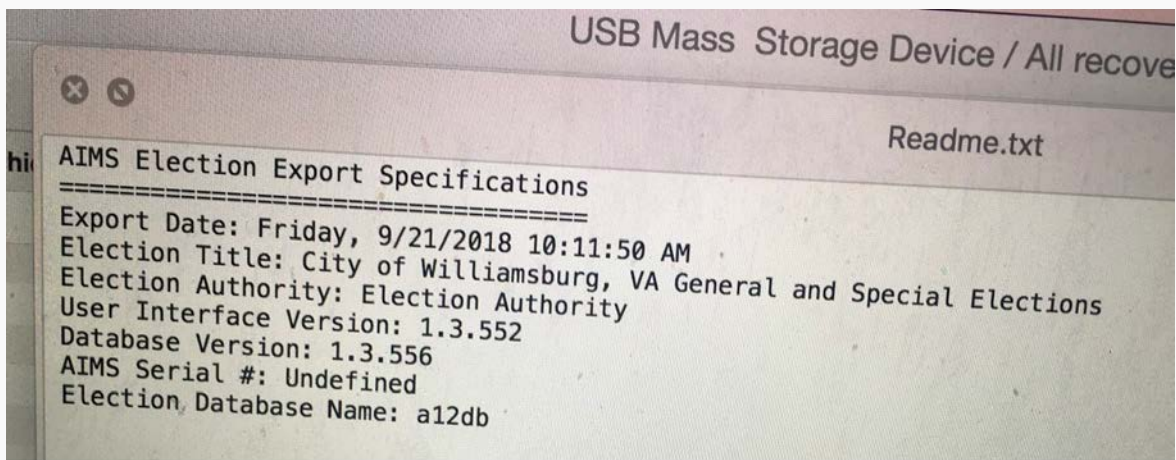 USB Mass Storage Device / All recove
Readme.txt
hi
AIMS Election Export Specifications
===================================
Export Date: Friday, 9/21/2018 10:11:50 AM
Election Title: City of Williamsburg, VA General and Special Elections
Election Authority: Election Authority
User Interface Version: 1.3.552
Database Version: 1.3.556
AIMS Serial #: Undefined
Election Database Name: a12db